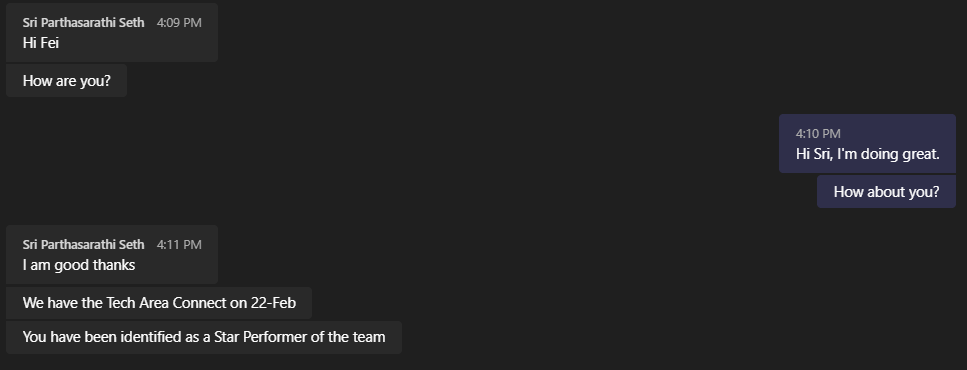 Sri Parthasarathi Seth 4:09 PM
Hi Fei
How are you?
4:10 PM
Hi Sri, I'm doing great.
How about you?
Sri Parthasarathi Seth 4:11 PM
I am good thanks
We have the Tech Area Connect on 22-Feb
You have been identified as a Star Performer of the team